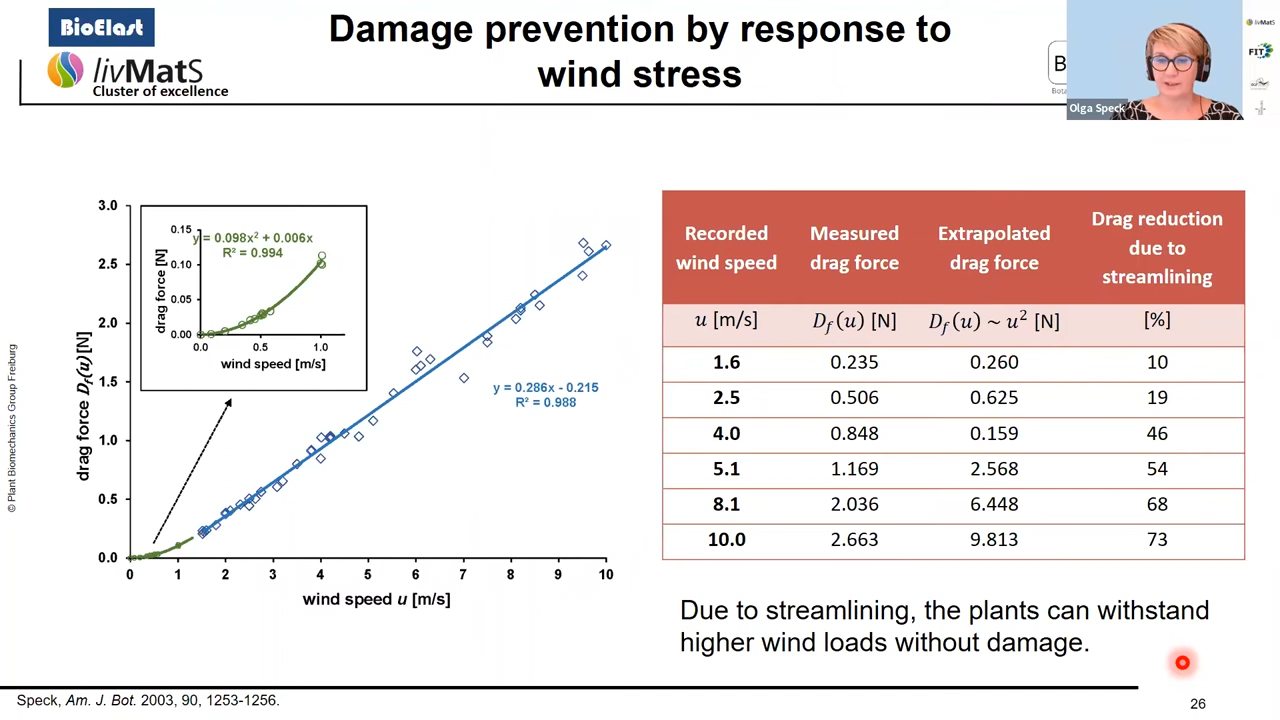 BioElast
livMatS
Cluster of excellence
Damage prevention by response to
wind stress
B
Olga Speck
livMatS
FIT
© Plant Biomechanics Group Freiburg
drag force Df(u) [N]
3.0
2.5
2.0
1.5
1.0
0.5
0.0
0 1 2 3 4 5 6 7 8 9 10
wind speed u [m/s]
drag force [N]
0.15
0.10
0.05
0.00
0.0 0.5 1.0
wind speed [m/s]
y = 0.098x² + 0.006x
R² = 0.994
y = 0.286x - 0.215
R² = 0.988
Recorded wind speed
Measured drag force
Extrapolated drag force
Drag reduction due to streamlining
u [m/s] Df(u) [N] Df(u) ~ u² [N] [%]
1.6 0.235 0.260 10
2.5 0.506 0.625 19
4.0 0.848 0.159 46
5.1 1.169 2.568 54
8.1 2.036 6.448 68
10.0 2.663 9.813 73
Due to streamlining, the plants can withstand
higher wind loads without damage.
Speck, Am. J. Bot. 2003, 90, 1253-1256.
26